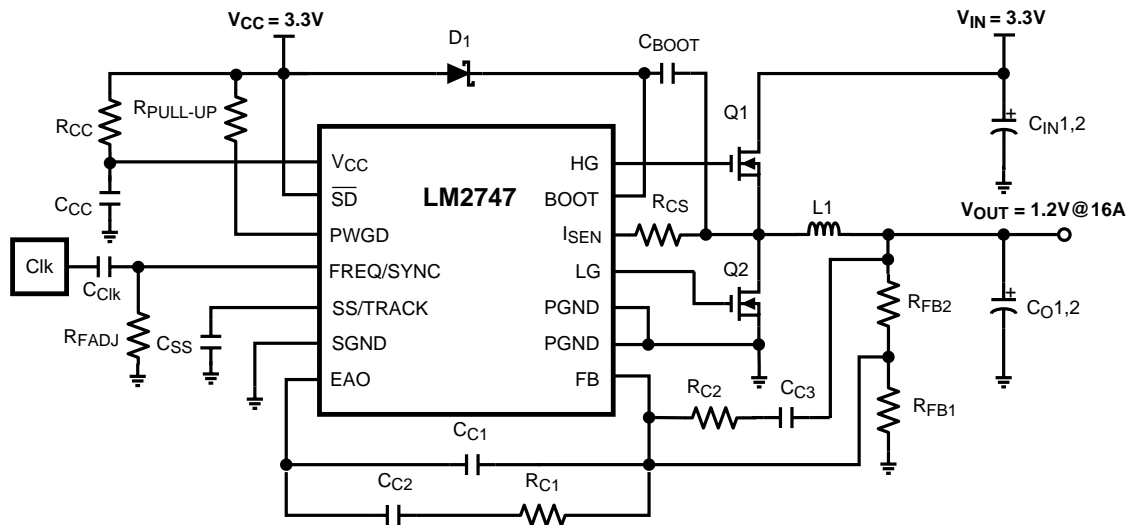 VCC = 3.3V
VIN = 3.3V
D1
CBOOT
RCC
RPULL-UP
Q1
CIN1,2
VCC
HG
CCC
SD
LM2747
BOOT
RCS
L1
VOUT = 1.2V@16A
PWGD
ISEN
Clk
CClk
FREQ/SYNC
LG
Q2
RFB2
CO1,2
RFADJ
CSS
SS/TRACK
PGND
SGND
PGND
EAO
FB
RC2
CC3
RFB1
CC1
CC2
RC1